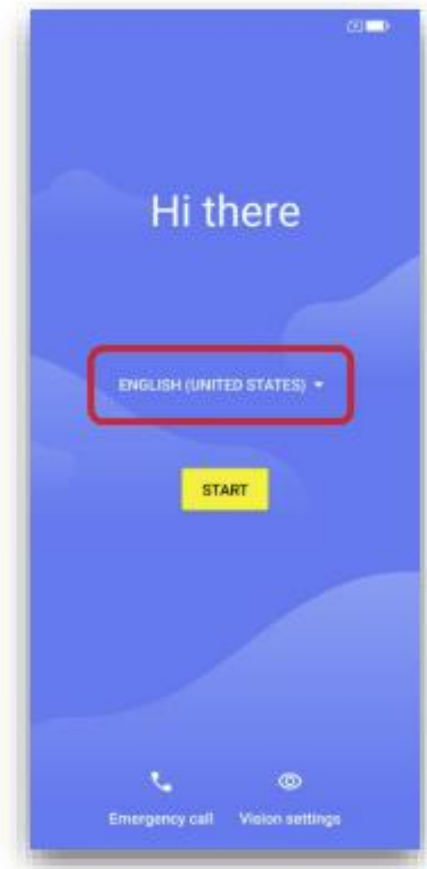 Hi there
ENGLISH (UNITED STATES)
START
Emergency call
Vision settings